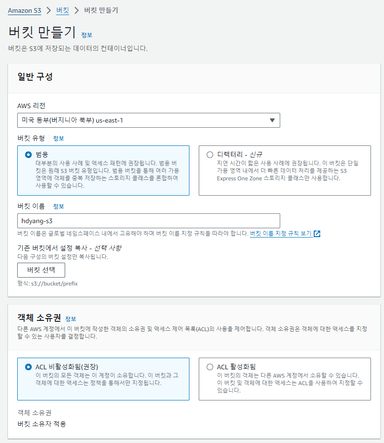 Amazon S3 > 버킷 > 버킷 만들기
버킷 만들기 정보
버킷은 S3에 저장되는 데이터의 컨테이너입니다.
일반 구성
AWS 리전
미국 동부(버지니아 북부) us-east-1
버킷 유형 정보
범용
대부분의 사용 사례 및 액세스 패턴에 권장됩니다. 범용 버
킷은 원래 S3 버킷 유형입니다. 범용 버킷을 통해 여러 가용
영역에 객체를 중복 저장하는 스토리지 클래스를 혼합하여
사용할 수 있습니다.
디렉터리 - 신규
지연 시간이 짧은 사용 사례에 권장됩니다. 이 버킷은 단일
가용 영역 내에서 더 빠른 데이터 처리를 제공하는 S3
Express One Zone 스토리지 클래스만 사용합니다.
버킷 이름 정보
hdyang-s3
버킷 이름은 글로벌 네임스페이스 내에서 고유해야 하며 버킷 이름 지정 규칙을 따라야 합니다. 버킷 이름 지정 규칙 보기
기존 버킷에서 설정 복사 - 선택 사항
다음 구성의 버킷 설정만 복사됩니다.
버킷 선택
형식: s3://bucket/prefix
객체 소유권 정보
다른 AWS 계정에서 이 버킷에 작성한 객체의 소유권 및 액세스 제어 목록(ACL)의 사용을 제어합니다. 객체 소유권은 객체에 대한 액세스를 지정
할 수 있는 사용자를 결정합니다.
ACL 비활성화됨(권장)
이 버킷의 모든 객체는 이 계정이 소유합니다. 이 버킷과 그
객체에 대한 액세스는 정책을 통해서만 지정됩니다.
ACL 활성화됨
이 버킷의 객체는 다른 AWS 계정에서 소유할 수 있습니다.
이 버킷 및 객체에 대한 액세스는 ACL을 사용하여 지정할 수
있습니다.
객체 소유권
버킷 소유자 적용